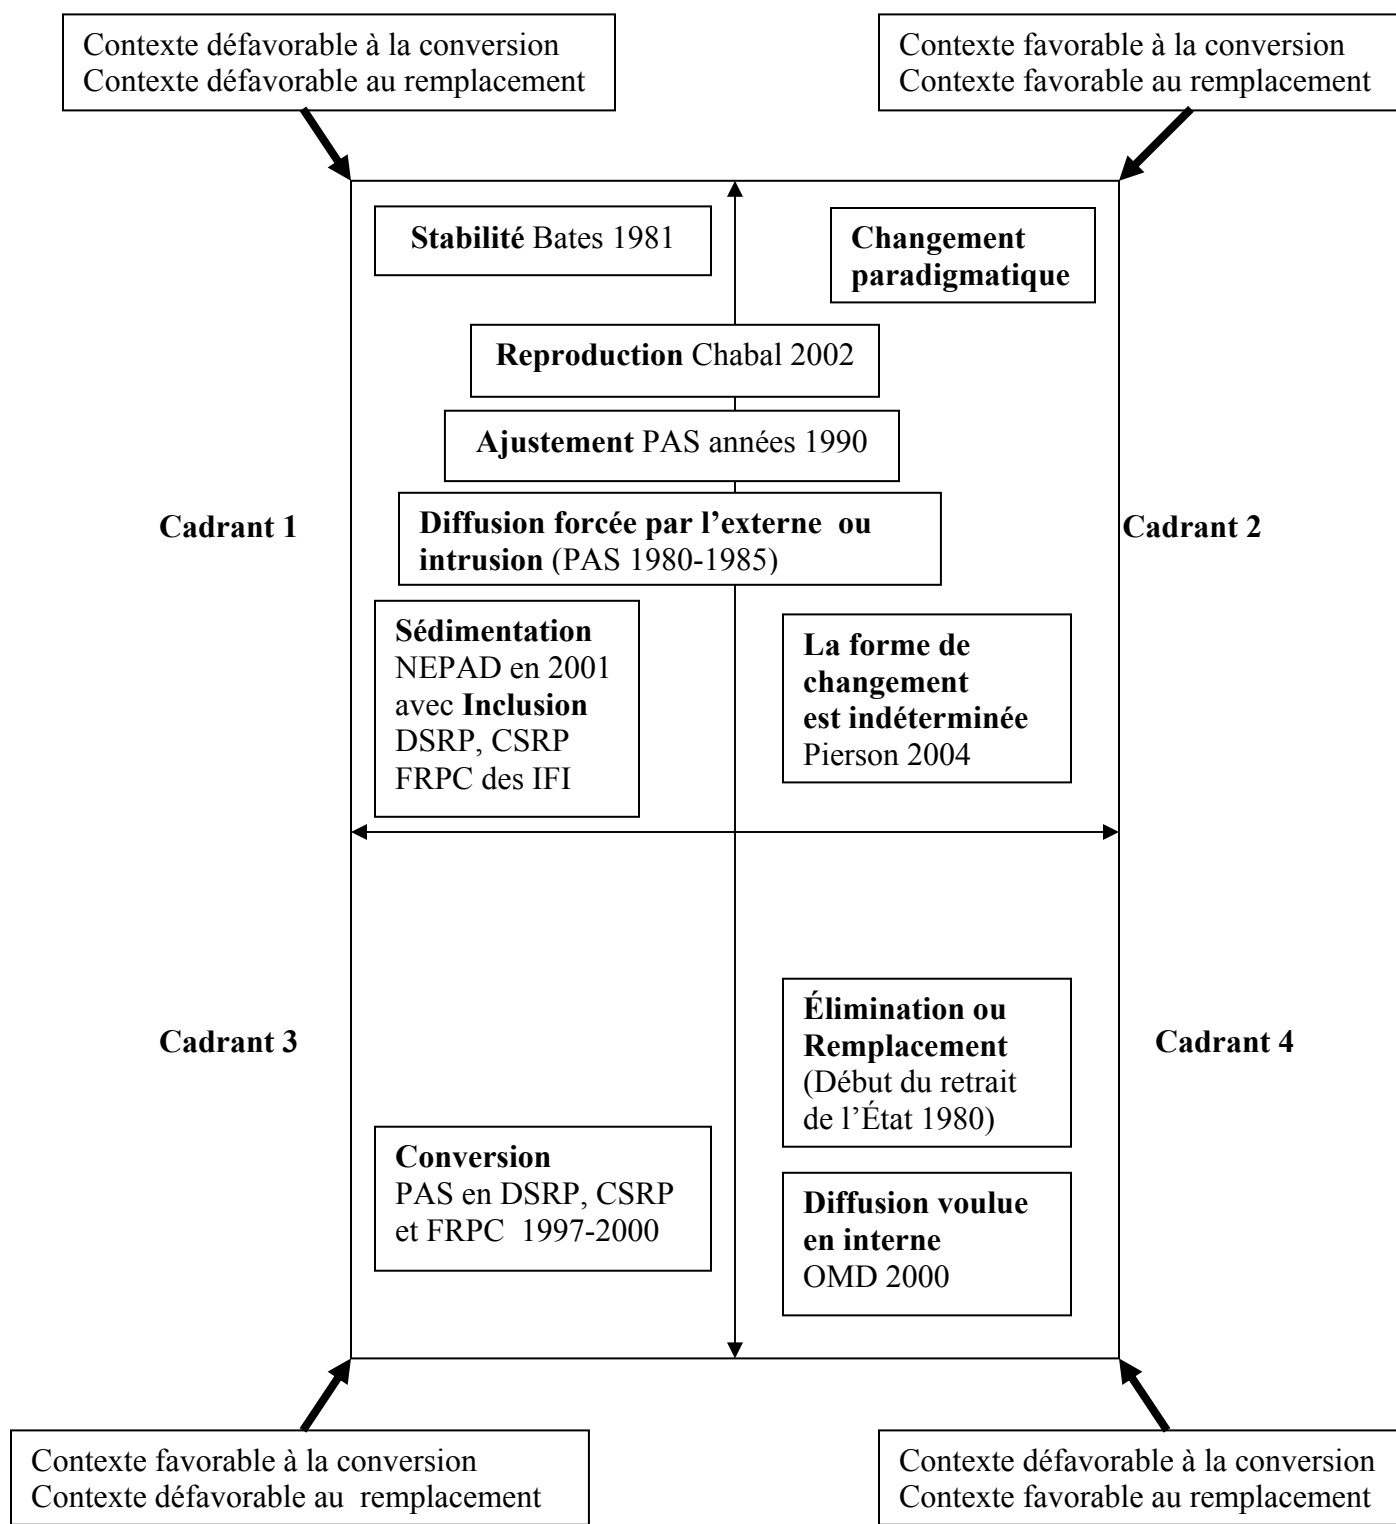 Contexte défavorable à la conversion
Contexte défavorable au remplacement
Contexte favorable à la conversion
Contexte favorable au remplacement
Stabilité Bates 1981
Changement
paradigmatique
Reproduction Chabal 2002
Ajustement PAS années 1990
Cadrant 1
Diffusion forcée par l’externe ou
intrusion (PAS 1980-1985)
Cadrant 2
Sédimentation
NEPAD en 2001
avec Inclusion
DSRP, CSRP
FRPC des IFI
La forme de
changement
est indéterminée
Pierson 2004
Cadrant 3
Élimination ou
Remplacement
(Début du retrait
de l’État 1980)
Cadrant 4
Conversion
PAS en DSRP, CSRP
et FRPC 1997-2000
Diffusion voulue
en interne
OMD 2000
Contexte favorable à la conversion
Contexte défavorable au remplacement
Contexte défavorable à la conversion
Contexte favorable au remplacement